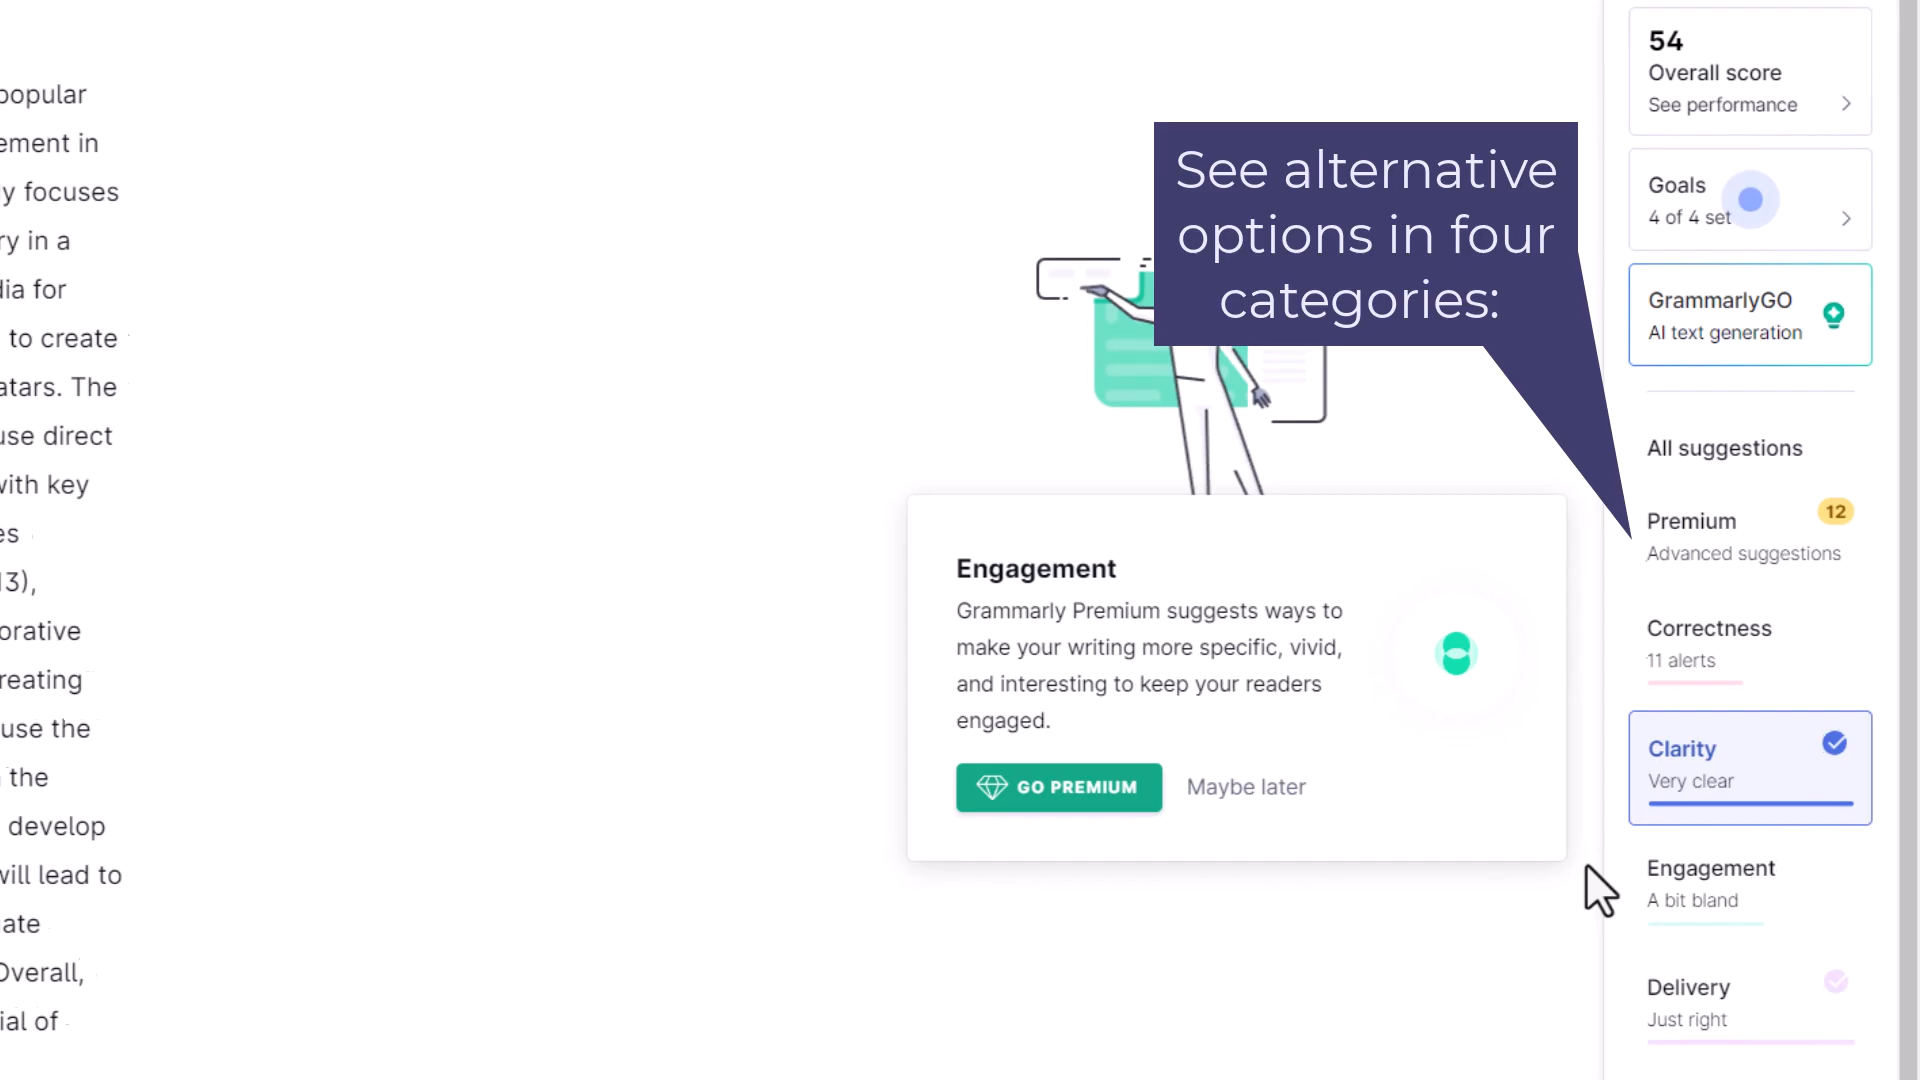 popular
ement in
y focuses
ry in a
dia for
to create
atars. The
use direct
with key
es
13),
orative
reating
use the
the
develop
will lead to
ate
Overall,
ial of
See alternative
options in four
categories:
Engagement
Grammarly Premium suggests ways to
make your writing more specific, vivid,
and interesting to keep your readers
engaged.
GO PREMIUM
Maybe later
54
Overall score
See performance
Goals
4 of 4 set
GrammarlyGO
AI text generation
All suggestions
Premium
12
Advanced suggestions
Correctness
11 alerts
Clarity
Very clear
Engagement
A bit bland
Delivery
Just right